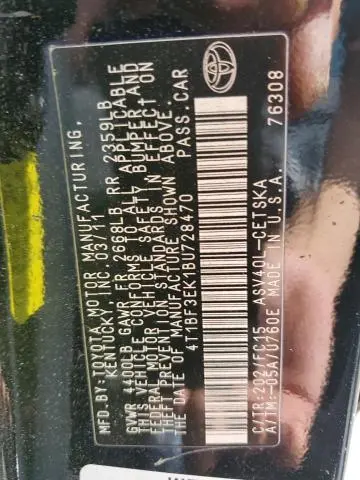 MFD.BY:TOYOTA MOTOR MANUFACTURING,
KENTUCKY, INC. 03/11
GVWR 4400LB GAWR FR 2668LB RR 2359LB
THIS VEHICLE CONFORMS TO ALL APPLICABLE
FEDERAL MOTOR VEHICLE SAFETY, BUMPER, AND
THEFT PREVENTION STANDARDS IN EFFECT ON
THE DATE OF MANUFACTURE SHOWN ABOVE.
4T1BF3EK1BU728470 PASS.CAR
C/TR:202/FC15 ASV40L-CETSKA
A/TM:-05A/U760E MADE IN U.S.A. 76308
TOYOTA